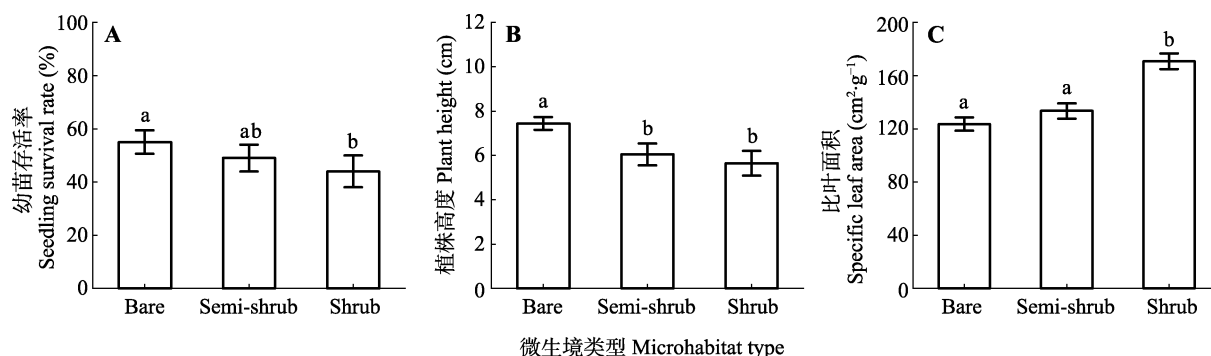 A
幼苗存活率
Seedling survival rate (%)
100
80
60
40
20
0
a
ab
b
Bare
Semi-shrub
Shrub
B
植株高度 Plant height (cm)
12
10
8
6
4
2
0
a
b
b
Bare
Semi-shrub
Shrub
C
比叶面积
Specific leaf area (cm²·g⁻¹)
200
160
120
80
40
0
a
a
b
Bare
Semi-shrub
Shrub
微生境类型 Microhabitat type